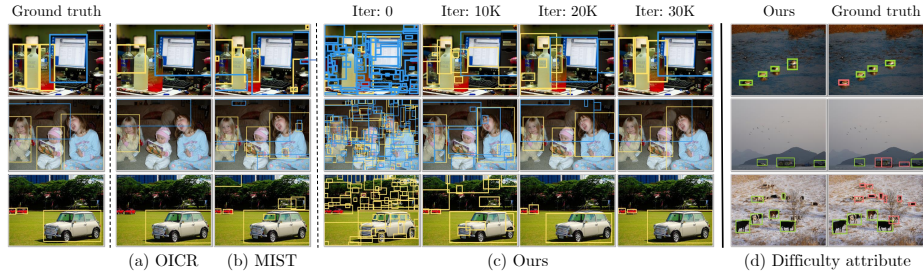 Ground truth
Iter: 0
Iter: 10K
Iter: 20K
Iter: 30K
Ours
Ground truth
(a) OICR
(b) MIST
(c) Ours
(d) Difficulty attribute